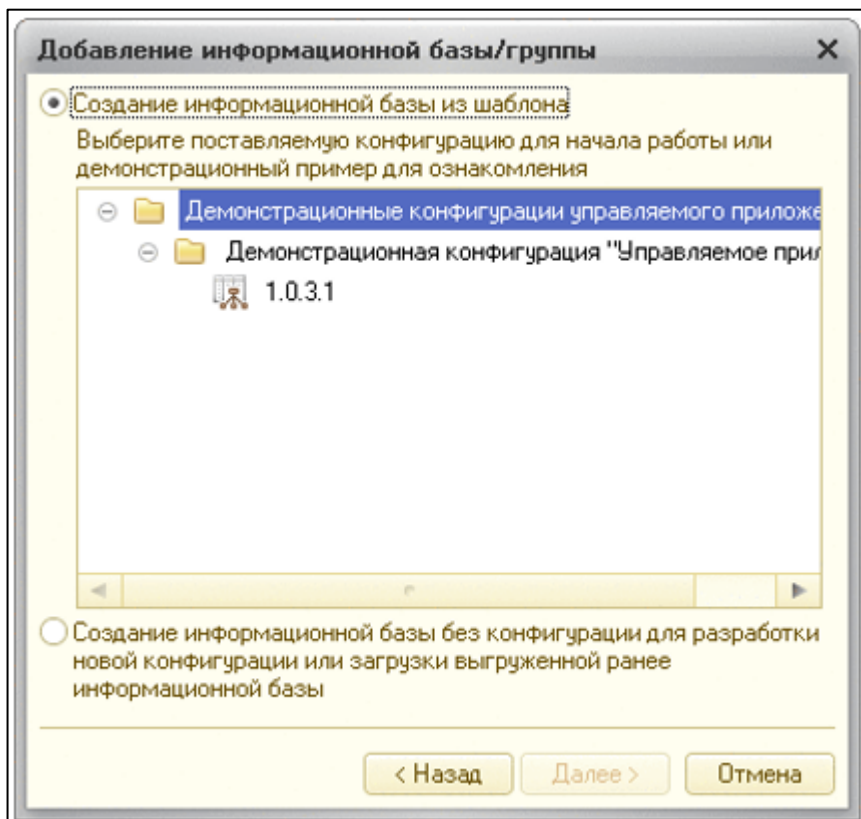 Добавление информационной базы/группы
Создание информационной базы из шаблона
Выберите поставляемую конфигурацию для начала работы или
демонстрационный пример для ознакомления
Демонстрационные конфигурации управляемого приложе
Демонстрационная конфигурация "Управляемое прил
1.0.3.1
Создание информационной базы без конфигурации для разработки
новой конфигурации или загрузки выгруженной ранее
информационной базы
< Назад
Далее >
Отмена